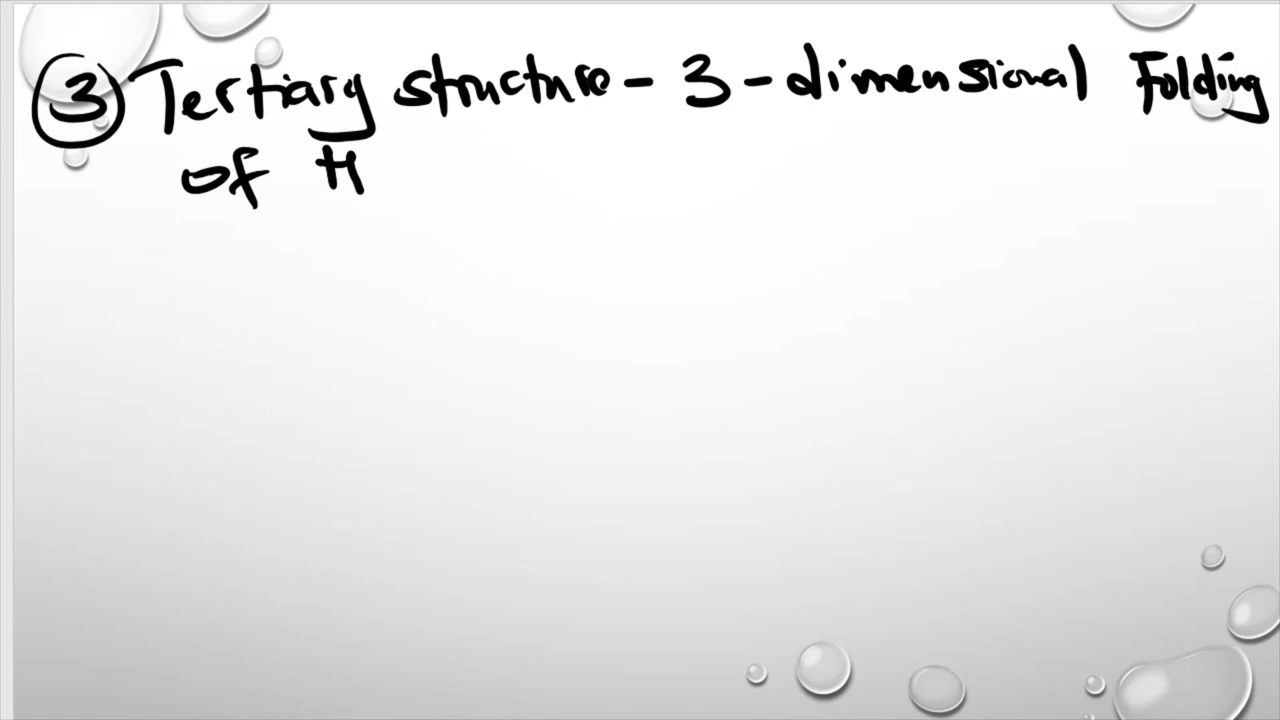 ③ Tertiary structure - 3 - dimensional Folding
of